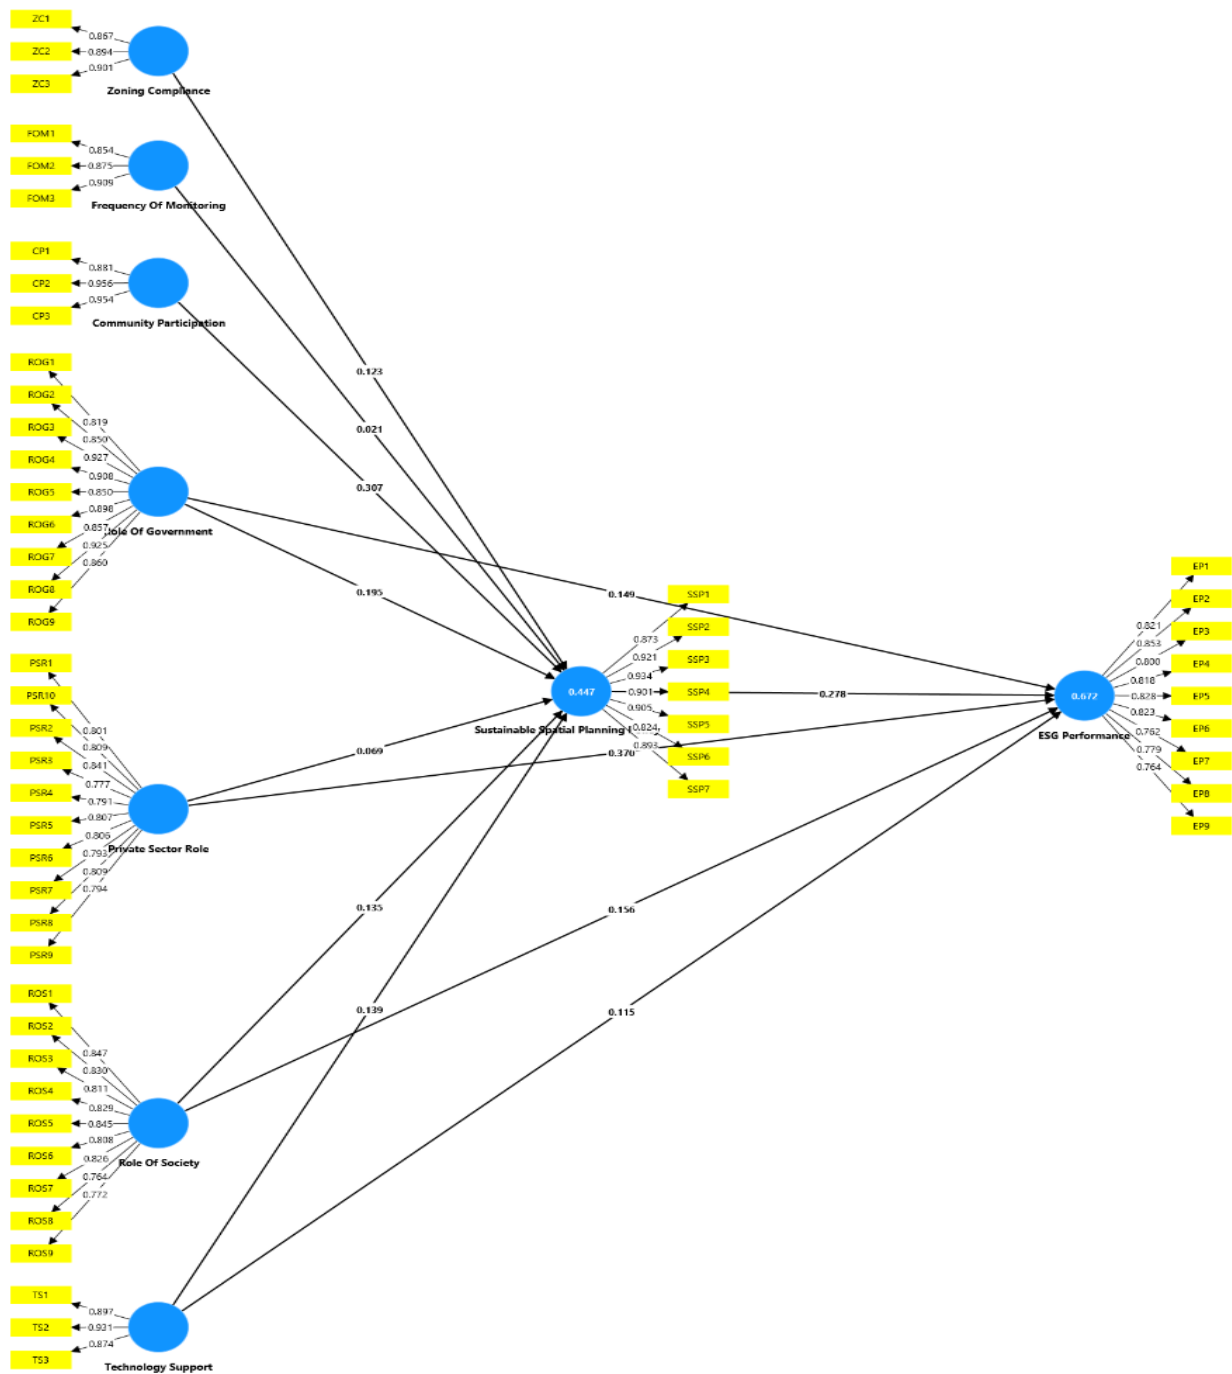 ZC1
0.867
ZC2
0.894
0.901
ZC3
Zoning Compliance
FOM1
0.854
FOM2
0.875
0.909
FOM3
Frequency Of Monitoring
CP1
0.881
CP2
0.956
0.954
CP3
Community Participation
0.123
0.021
0.307
ROG1
ROG2
0.819
ROG3
0.850
0.927
ROG4
0.908
ROG5
0.850
0.898
ROG6
0.857
Role Of Government
0.925
ROG7
0.860
ROG8
ROG9
0.195
0.149
PSR1
PSR10
0.801
PSR2
0.809
0.841
PSR3
0.777
PSR4
0.791
0.807
PSR5
0.806
PSR6
0.793
Private Sector Role
0.809
PSR7
0.794
PSR8
PSR9
0.069
0.370
SSP1
0.873
SSP2
0.921
SSP3
0.934
0.447
0.901
SSP4
0.905
SSP5
0.824
Sustainable Spatial Planning
0.893
SSP6
SSP7
0.278
EP1
EP2
0.821
EP3
0.853
0.800
EP4
0.818
0.672
0.828
EP5
0.823
EP6
0.762
ESG Performance
0.779
EP7
0.764
EP8
EP9
0.135
0.156
0.139
0.115
ROS1
ROS2
0.847
ROS3
0.830
0.811
ROS4
0.829
ROS5
0.845
0.808
ROS6
0.826
Role Of Society
0.764
ROS7
0.772
ROS8
ROS9
TS1
0.897
TS2
0.931
0.874
TS3
Technology Support